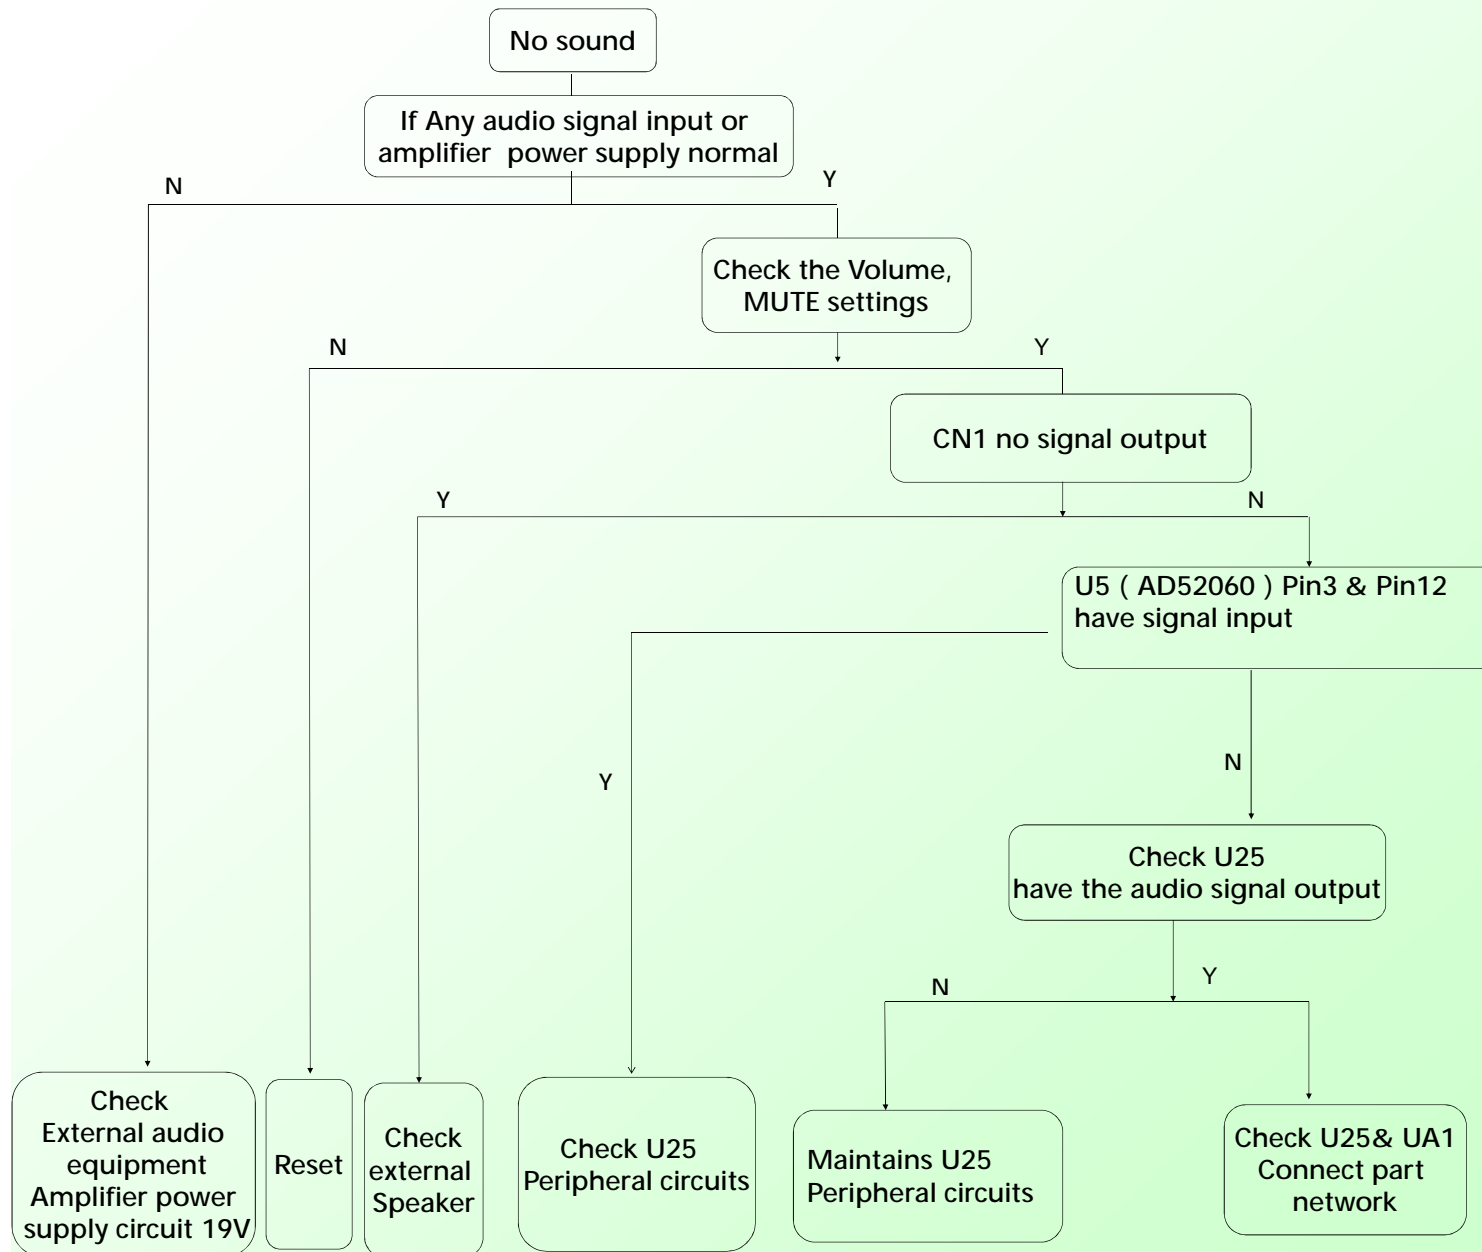 No sound
If Any audio signal input or
amplifier power supply normal
N
Y
Check the Volume,
MUTE settings
N
Y
CN1 no signal output
Y
N
U5 ( AD52060 ) Pin3 & Pin12
have signal input
Y
N
Check U25
have the audio signal output
N
Y
Check
External audio
equipment
Amplifier power
supply circuit 19V
Reset
Check
external
Speaker
Check U25
Peripheral circuits
Maintains U25
Peripheral circuits
Check U25& UA1
Connect part
network